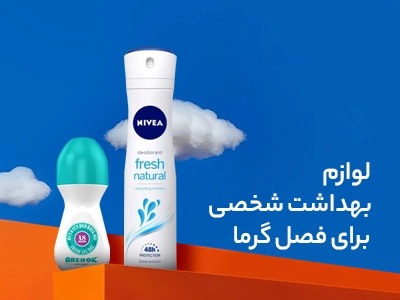 لوازم
بهداشت شخصی
برای فصل گرما
NIVEA
deodorant
fresh
natural
48h
PROTECTION